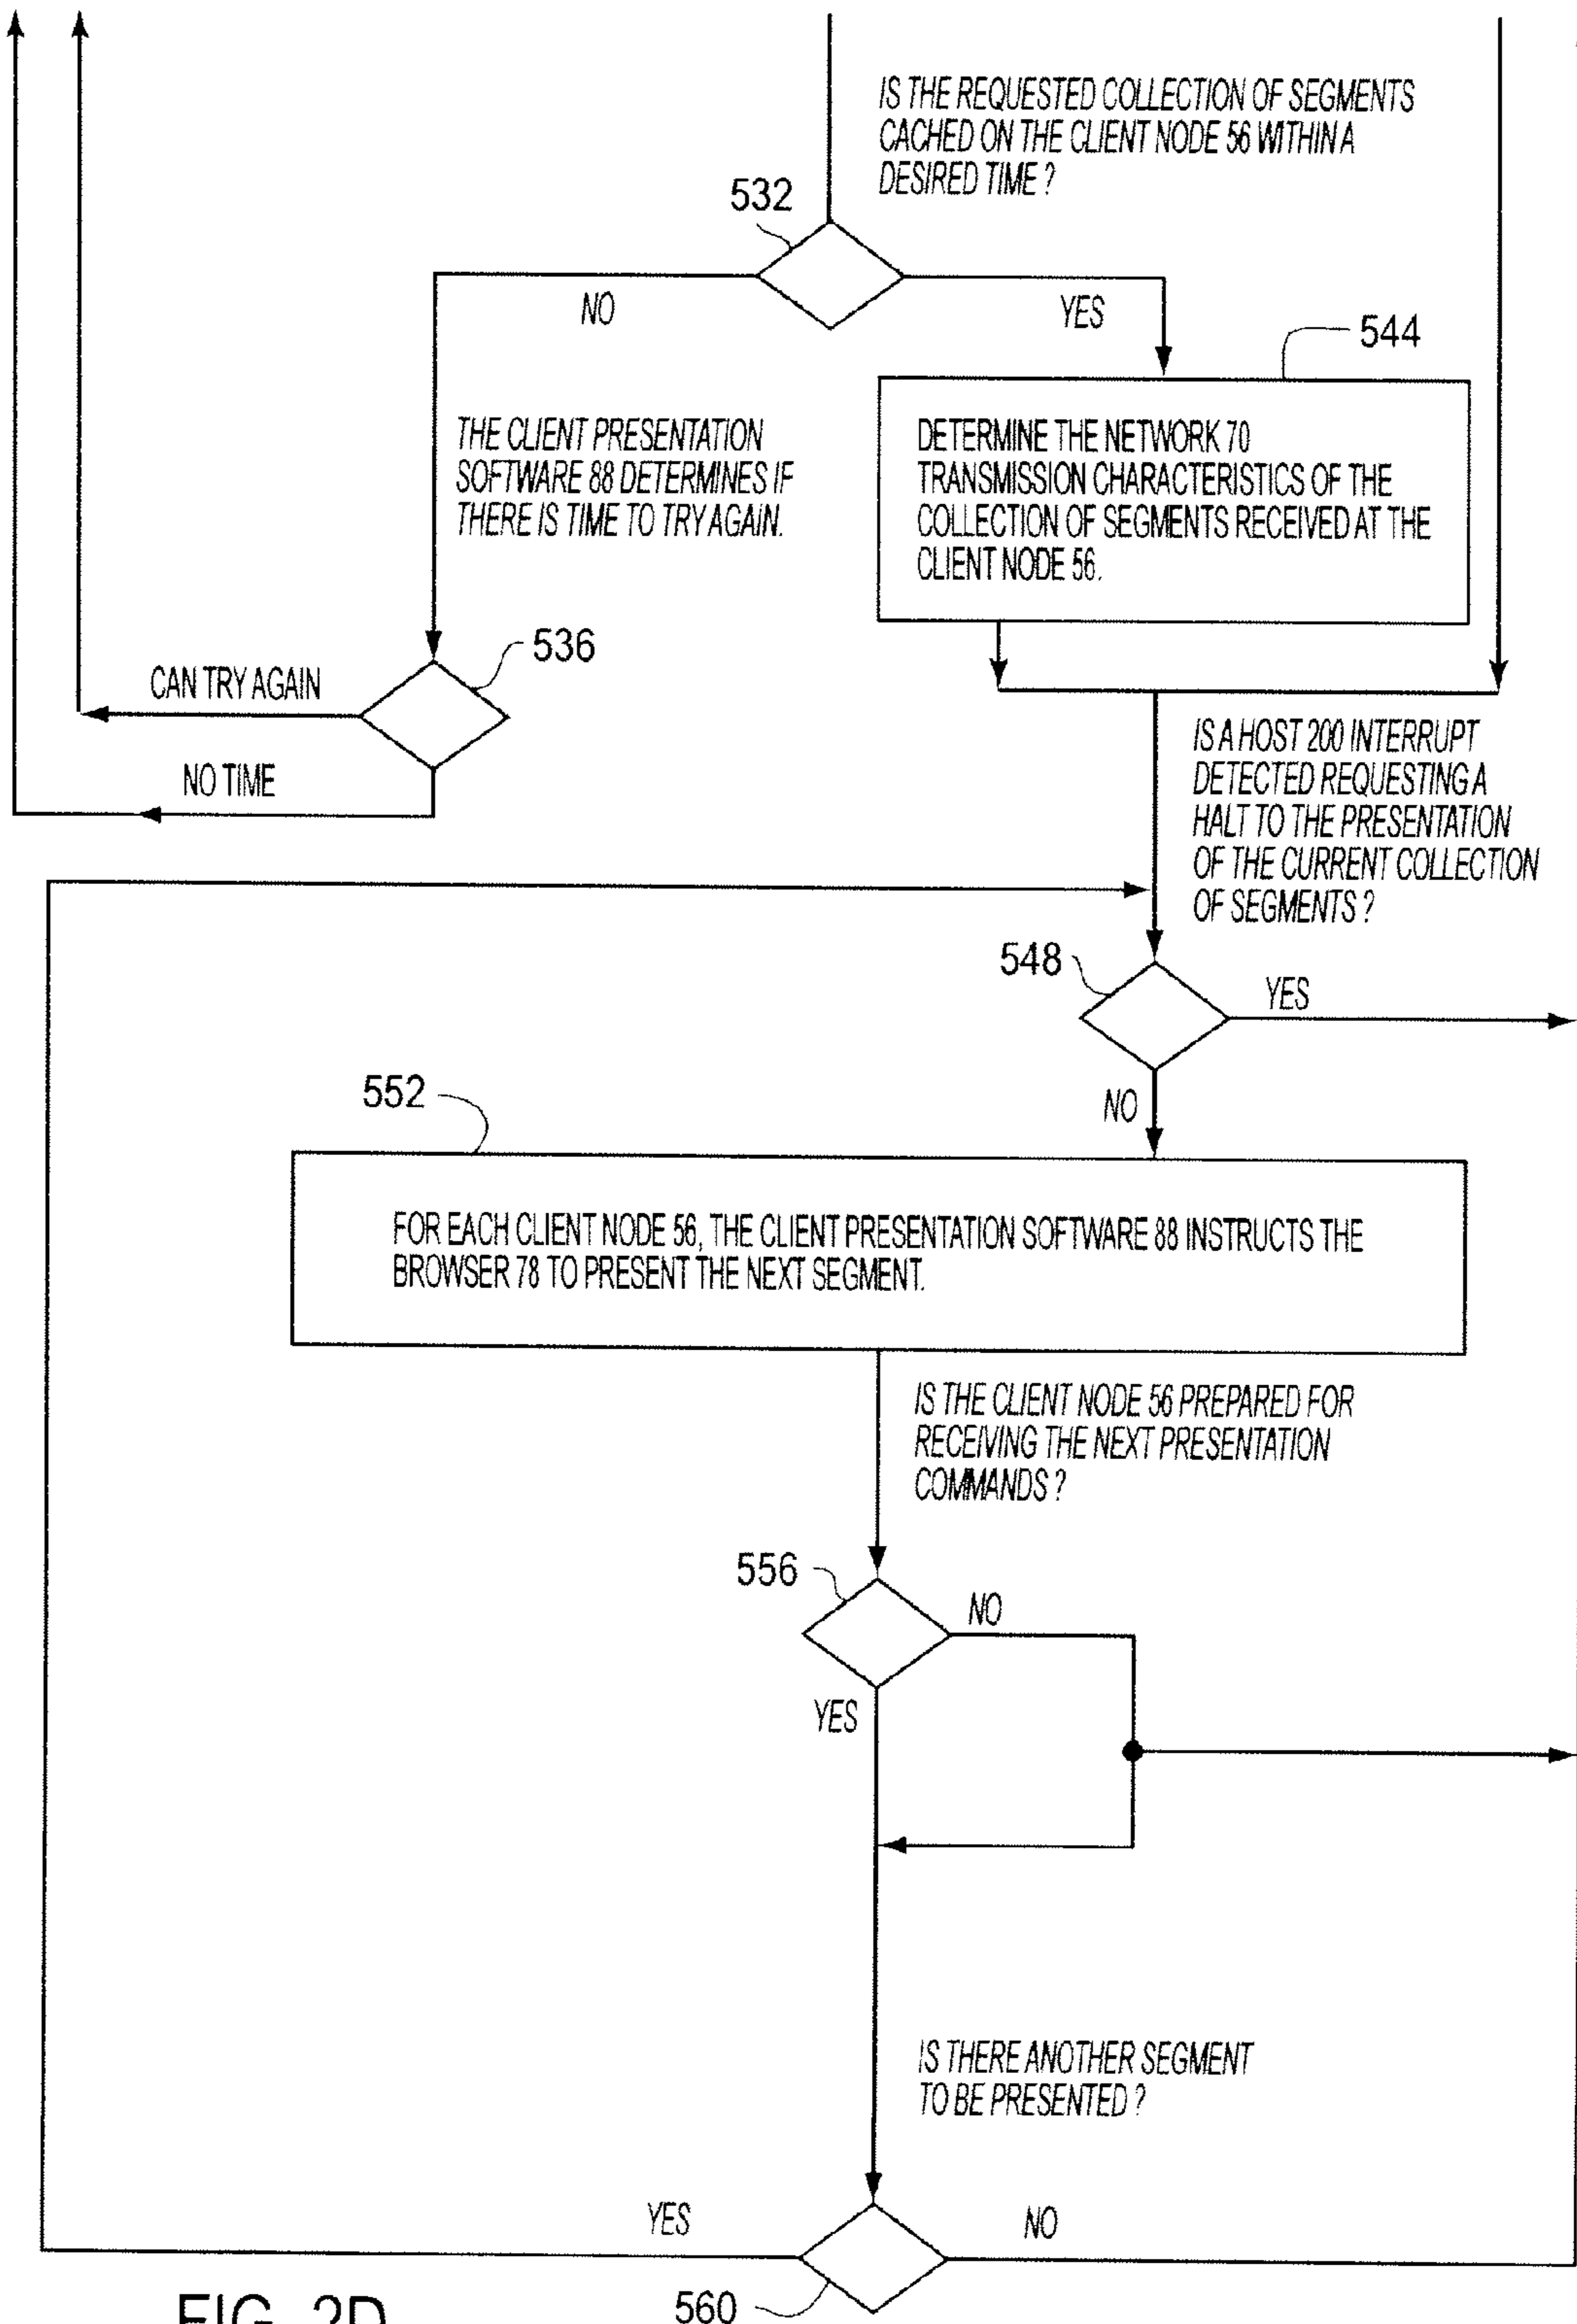 IS THE REQUESTED COLLECTION OF SEGMENTS
CACHED ON THE CLIENT NODE 56 WITHIN A
DESIRED TIME ?
532
NO
YES
544
THE CLIENT PRESENTATION
SOFTWARE 88 DETERMINES IF
THERE IS TIME TO TRY AGAIN.
DETERMINE THE NETWORK 70
TRANSMISSION CHARACTERISTICS OF THE
COLLECTION OF SEGMENTS RECEIVED AT THE
CLIENT NODE 56.
536
CAN TRY AGAIN
NO TIME
IS A HOST 200 INTERRUPT
DETECTED REQUESTING A
HALT TO THE PRESENTATION
OF THE CURRENT COLLECTION
OF SEGMENTS ?
548
YES
NO
552
FOR EACH CLIENT NODE 56, THE CLIENT PRESENTATION SOFTWARE 88 INSTRUCTS THE
BROWSER 78 TO PRESENT THE NEXT SEGMENT.
IS THE CLIENT NODE 56 PREPARED FOR
RECEIVING THE NEXT PRESENTATION
COMMANDS ?
556
NO
YES
IS THERE ANOTHER SEGMENT
TO BE PRESENTED ?
YES
NO
560
FIG. 2D